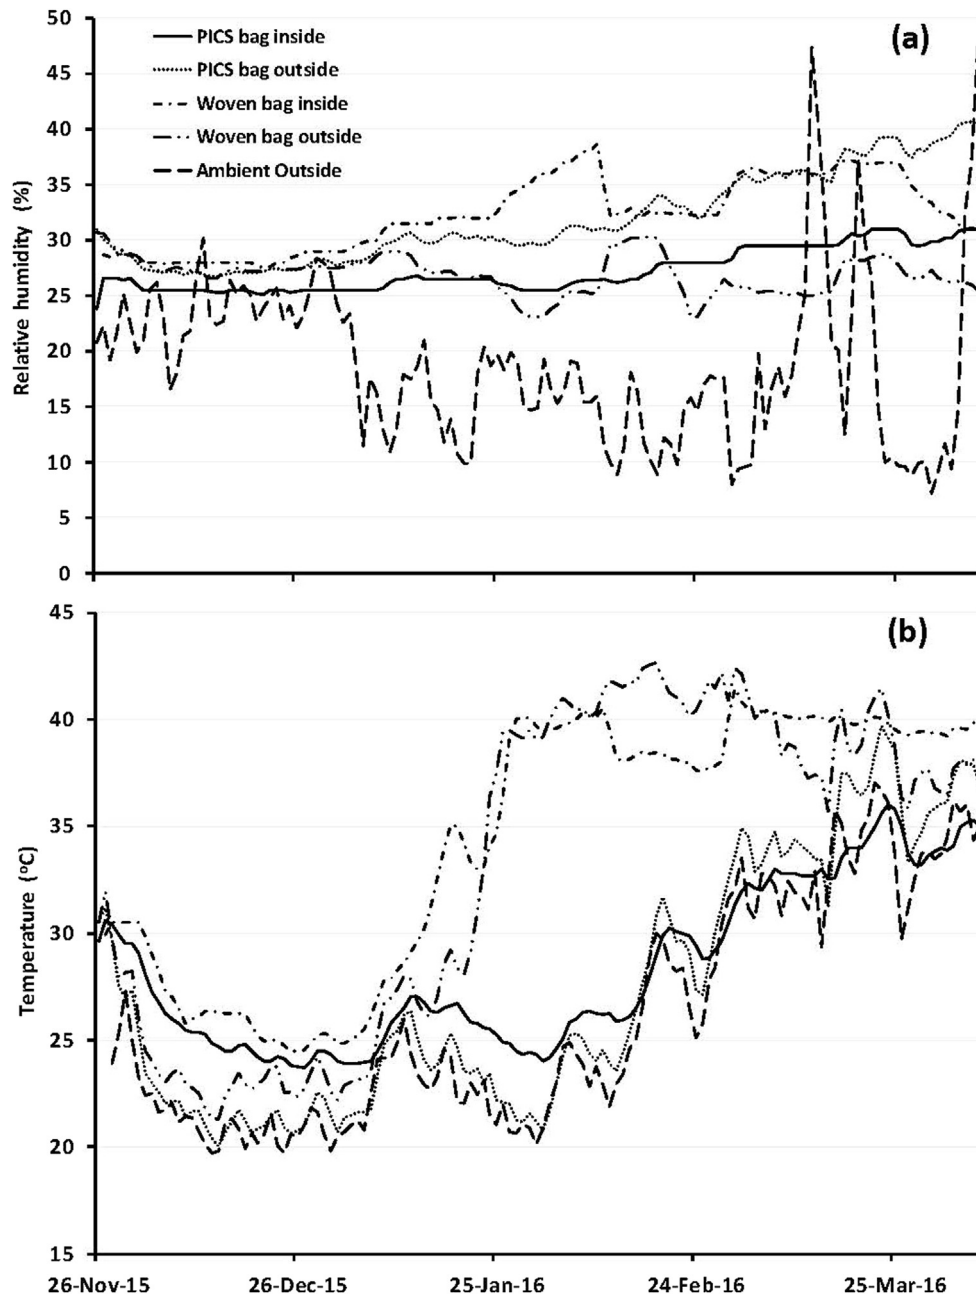 50
(a)
PICS bag inside
45
PICS bag outside
Woven bag inside
40
Woven bag outside
35
Ambient Outside
30
25
20
15
10
5
0
Relative humidity (%)
45
(b)
40
35
30
25
20
15
Temperature (ºC)
26-Nov-15 26-Dec-15 25-Jan-16 24-Feb-16 25-Mar-16